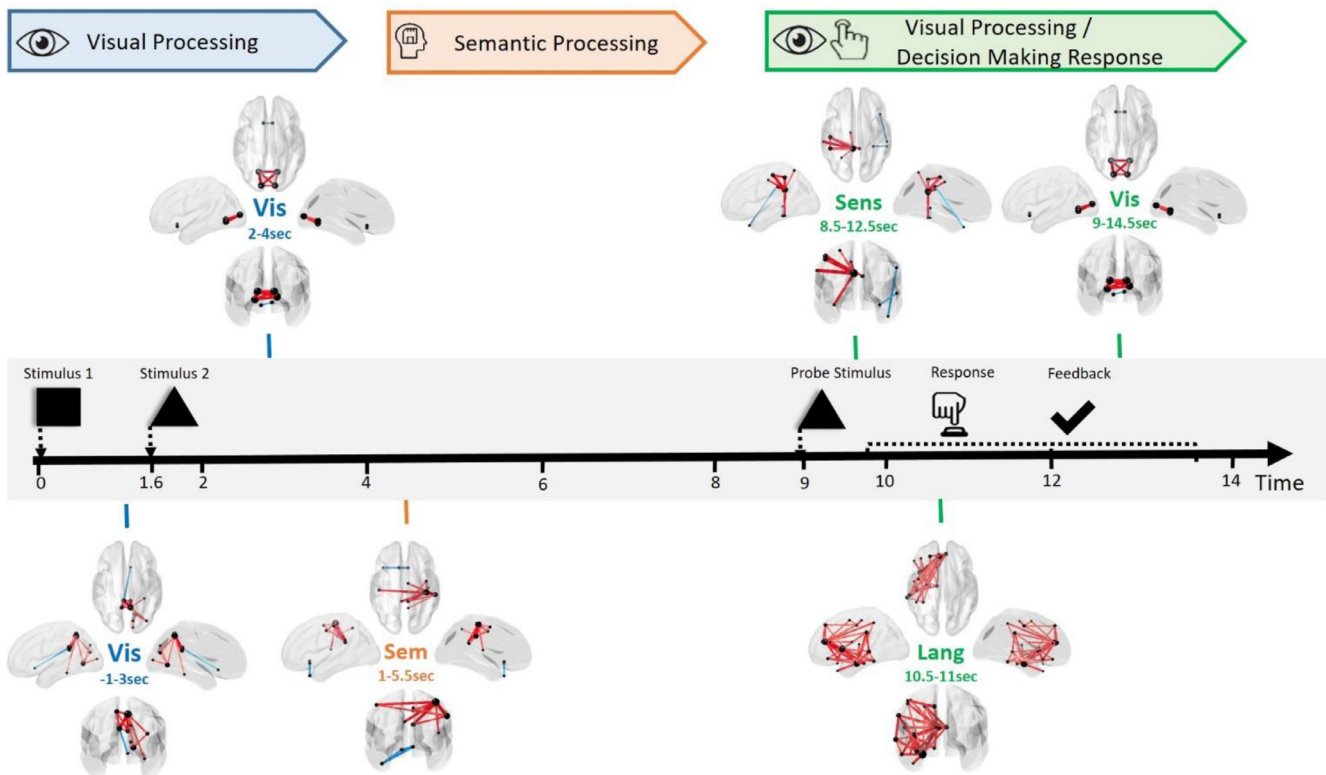 Visual Processing
Semantic Processing
Visual Processing /
Decision Making Response
Vis
2-4sec
Sens
8.5-12.5sec
Vis
9-14.5sec
Stimulus 1
Stimulus 2
Probe Stimulus
Response
Feedback
0
1.6
2
4
6
8
9
10
12
14
Time
Vis
-1-3sec
Sem
1-5.5sec
Lang
10.5-11sec